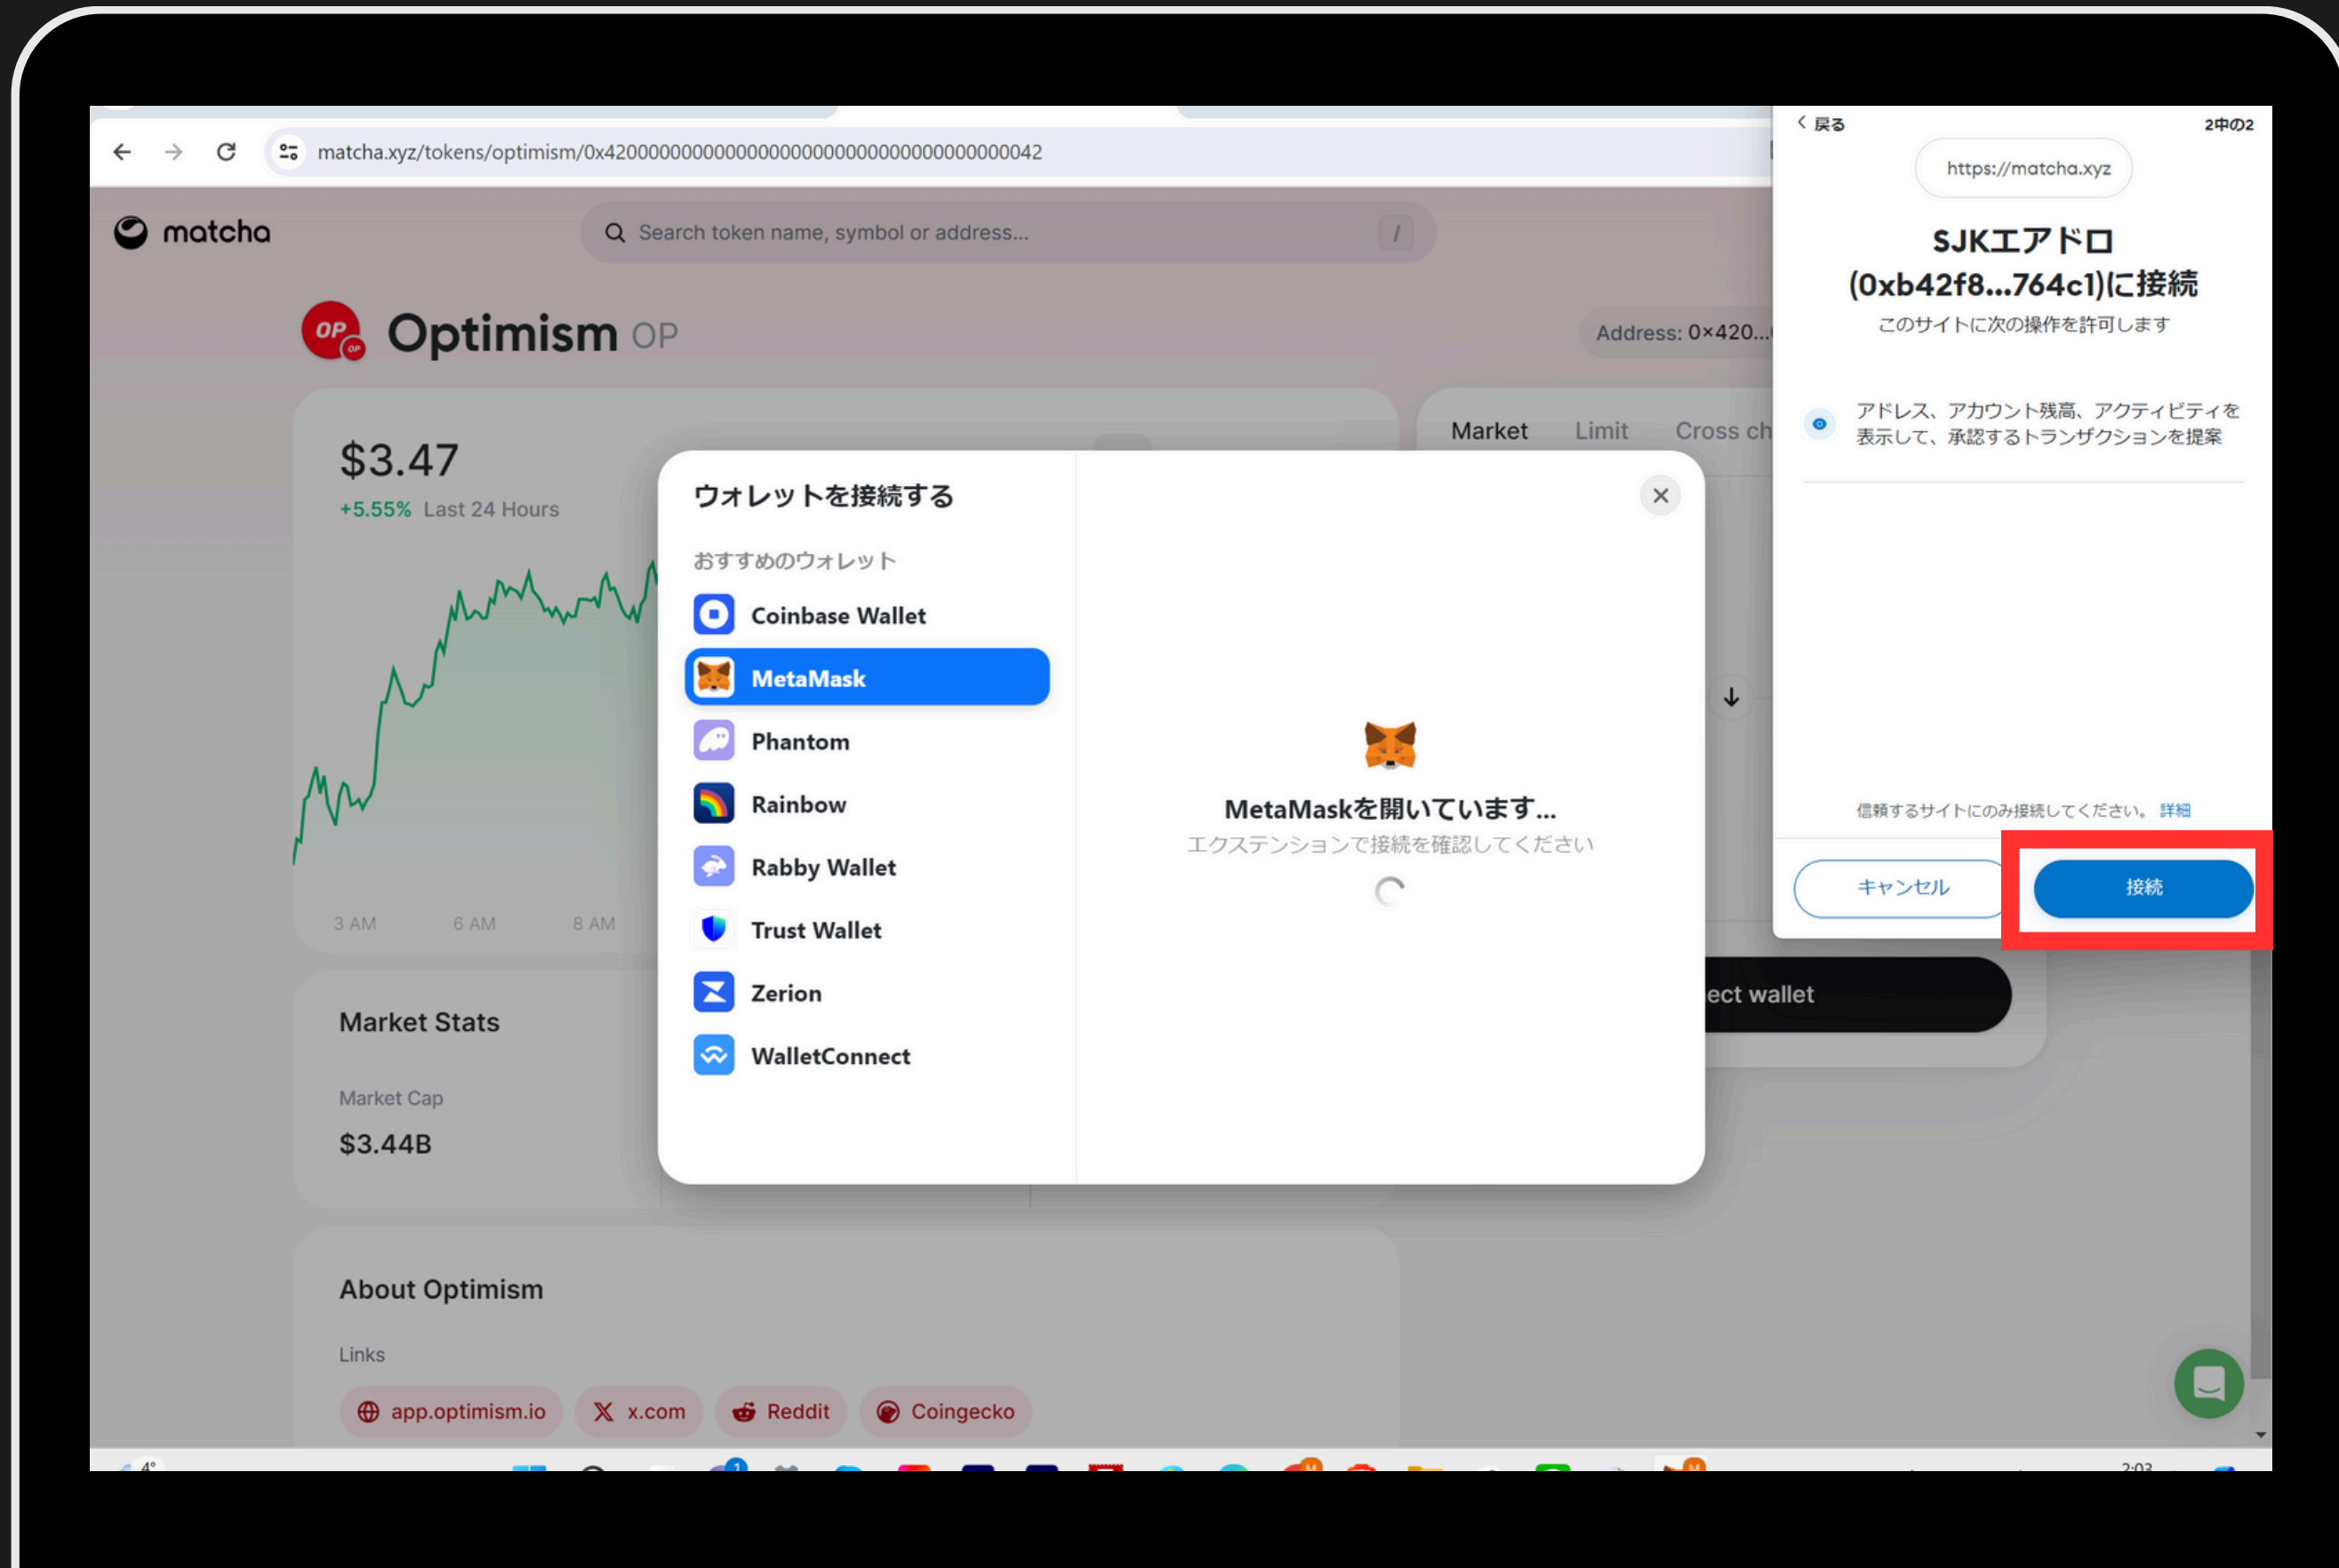 matcha.xyz/tokens/optimism/0x4200000000000000000000000000000000000042
matcha
Search token name, symbol or address...
/
OP
OP
Optimism OP
Address: 0×420...
$3.47
+5.55% Last 24 Hours
3 AM
6 AM
8 AM
Market
Limit
Cross ch
ect wallet
Market Stats
Market Cap
$3.44B
About Optimism
Links
app.optimism.io
x.com
Reddit
Coingecko
ウォレットを接続する
おすすめのウォレット
Coinbase Wallet
MetaMask
Phantom
Rainbow
Rabby Wallet
Trust Wallet
Zerion
WalletConnect
MetaMaskを開いています...
エクステンションで接続を確認してください
戻る
2中の2
https://matcha.xyz
SJKエアドロ
(0xb42f8...764c1)に接続
このサイトに次の操作を許可します
アドレス、アカウント残高、アクティビティを
表示して、承認するトランザクションを提案
信頼するサイトにのみ接続してください。 詳細
キャンセル
接続
4°
1
M
M
2:03